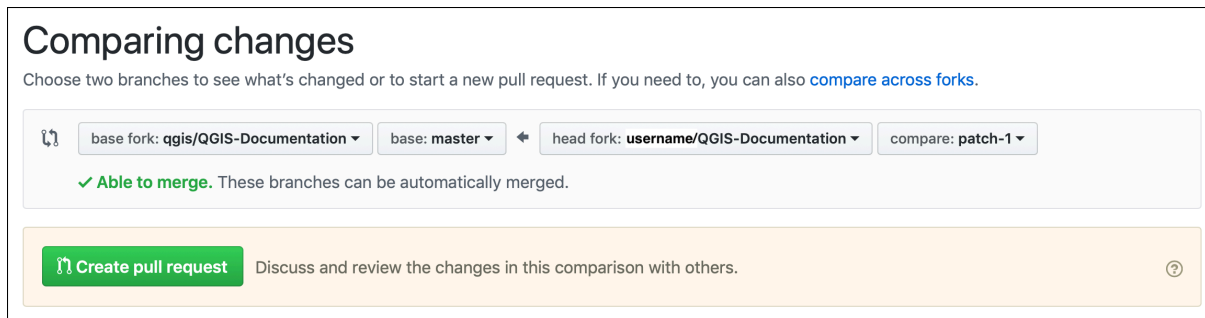 Comparing changes
Choose two branches to see what's changed or to start a new pull request. If you need to, you can also compare across forks.
base fork: qgis/QGIS-Documentation base: master head fork: username/QGIS-Documentation compare: patch-1
Able to merge. These branches can be automatically merged.
Create pull request Discuss and review the changes in this comparison with others. ?